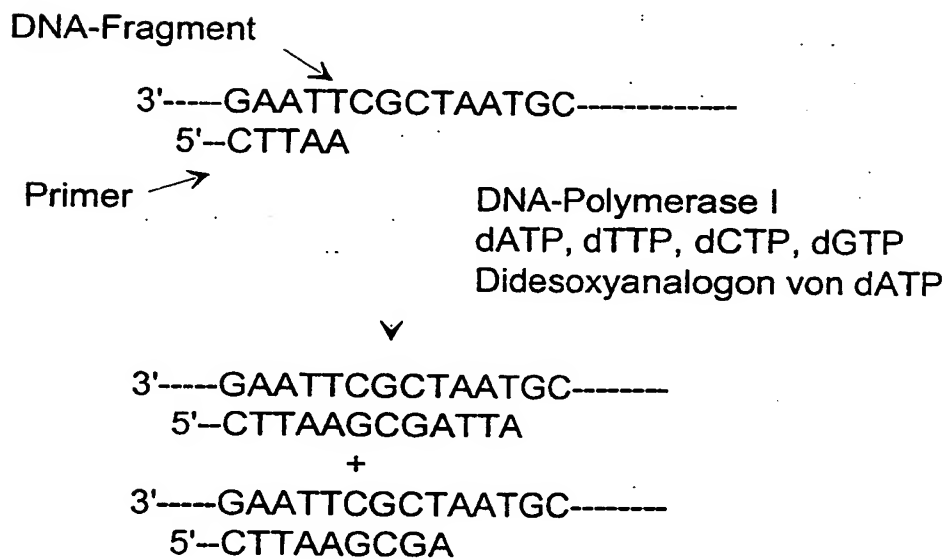 DNA-Fragment
3'-----GAATTCGCTAATGC-------------
5'--CTTAA
Primer
DNA-Polymerase I
dATP, dTTP, dCTP, dGTP
Didesoxyanalogon von dATP
3'-----GAATTCGCTAATGC--------
5'--CTTAAGCGATTA
+
3'-----GAATTCGCTAATGC--------
5'--CTTAAGCGA